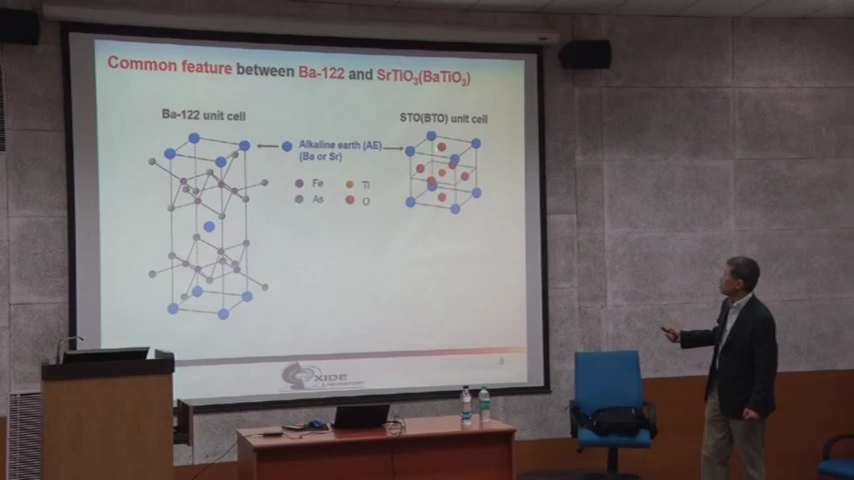 Common feature between Ba-122 and SrTiO₃(BaTiO₃)
Ba-122 unit cell
STO(BTO) unit cell
Alkaline earth (AE)
(Ba or Sr)
Fe
Ti
As
O
OXIDE